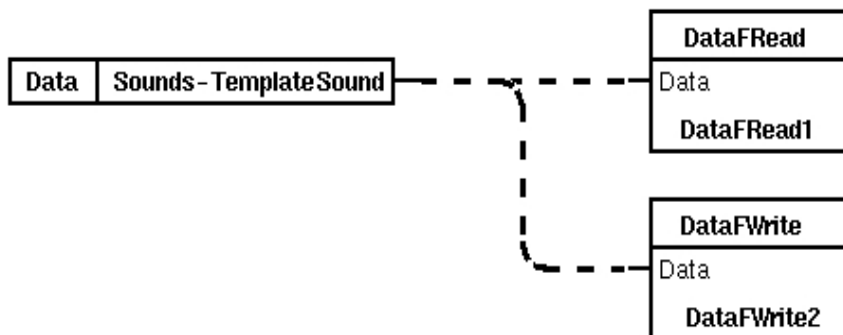 DataFRead
Data Sounds-TemplateSound
Data
DataFRead1
DataFWrite
Data
DataFWrite2